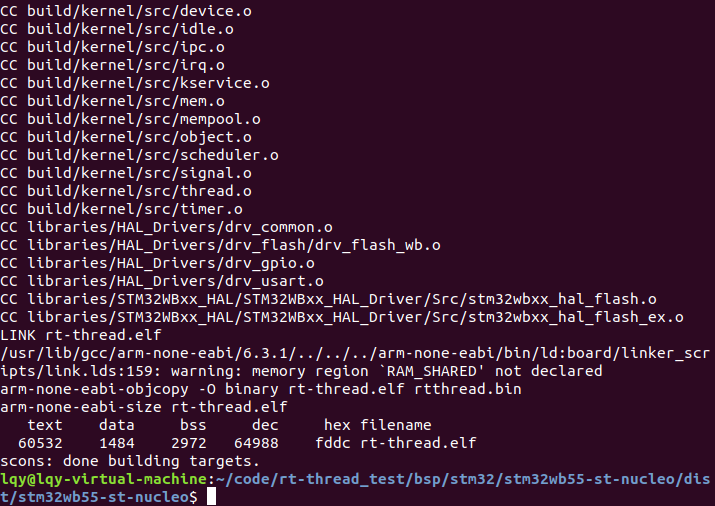 CC build/kernel/src/device.o
CC build/kernel/src/idle.o
CC build/kernel/src/ipc.o
CC build/kernel/src/irq.o
CC build/kernel/src/kservice.o
CC build/kernel/src/mem.o
CC build/kernel/src/mempool.o
CC build/kernel/src/object.o
CC build/kernel/src/scheduler.o
CC build/kernel/src/signal.o
CC build/kernel/src/thread.o
CC build/kernel/src/timer.o
CC libraries/HAL_Drivers/drv_common.o
CC libraries/HAL_Drivers/drv_flash/drv_flash_wb.o
CC libraries/HAL_Drivers/drv_gpio.o
CC libraries/HAL_Drivers/drv_usart.o
CC libraries/STM32WBxx_HAL/STM32WBxx_HAL_Driver/Src/stm32wbxx_hal_flash.o
CC libraries/STM32WBxx_HAL/STM32WBxx_HAL_Driver/Src/stm32wbxx_hal_flash_ex.o
LINK rt-thread.elf
/usr/lib/gcc/arm-none-eabi/6.3.1/../../../arm-none-eabi/bin/ld:board/linker_scr
ipts/link.lds:159: warning: memory region `RAM_SHARED' not declared
arm-none-eabi-objcopy -O binary rt-thread.elf rtthread.bin
arm-none-eabi-size rt-thread.elf
   text    data     bss     dec     hex filename
  60532    1484    2972   64988    fddc rt-thread.elf
scons: done building targets.
lqy@lqy-virtual-machine:~/code/rt-thread_test/bsp/stm32/stm32wb55-st-nucleo/dis
t/stm32wb55-st-nucleo$